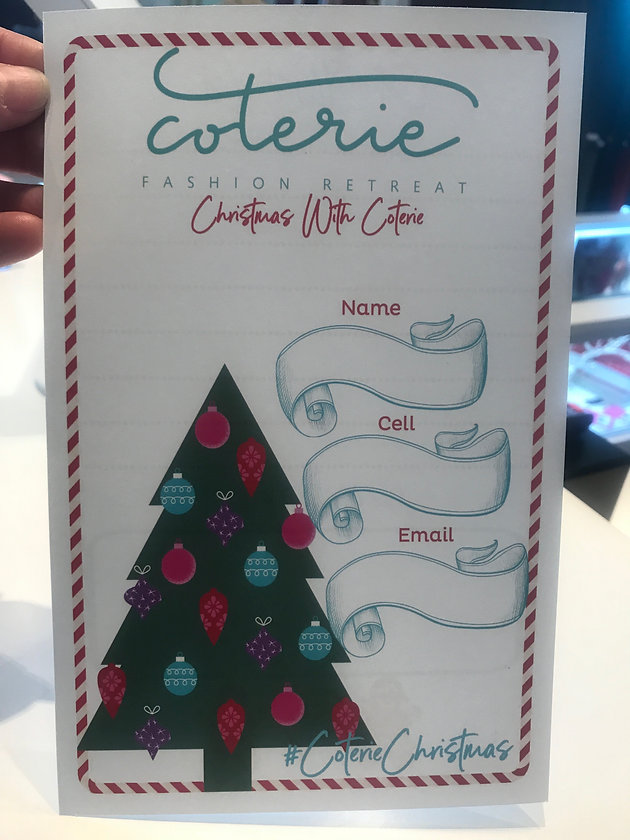 coterie
FASHION RETREAT
Christmas With Coterie
Name
Cell
Email
#CoterieChristmas